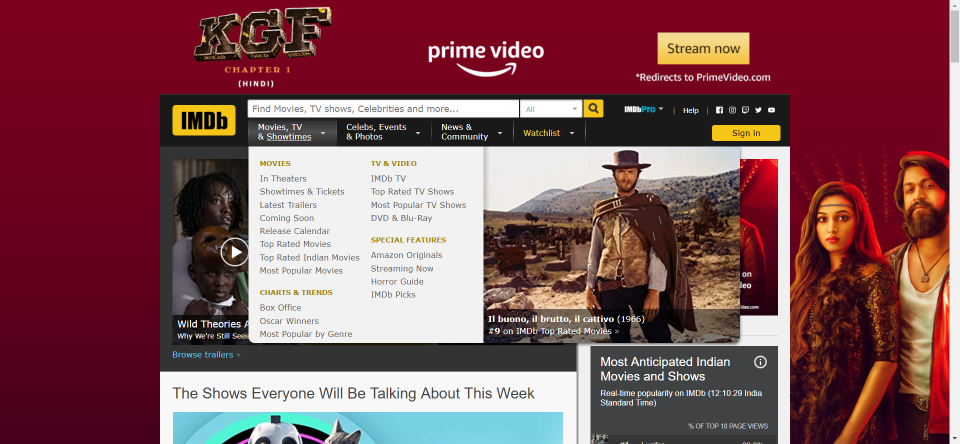 KGF
CHAPTER 1
(HINDI)
prime video
Stream now
*Redirects to PrimeVideo.com
IMDb
Find Movies, TV shows, Celebrities and more...
All
IMDbPro
Help
Movies, TV
& Showtimes
Celebs, Events
& Photos
News &
Community
Watchlist
Sign in
MOVIES
In Theaters
Showtimes & Tickets
Latest Trailers
Coming Soon
Release Calendar
Top Rated Movies
Top Rated Indian Movies
Most Popular Movies
CHARTS & TRENDS
Box Office
Oscar Winners
Most Popular by Genre
TV & VIDEO
IMDb TV
Top Rated TV Shows
Most Popular TV Shows
DVD & Blu-Ray
SPECIAL FEATURES
Amazon Originals
Streaming Now
Horror Guide
IMDb Picks
Il buono, il brutto, il cattivo (1966)
#9 on IMDb Top Rated Movies »
Wild Theories A
Why We're Still Seei
Browse trailers »
The Shows Everyone Will Be Talking About This Week
Most Anticipated Indian
Movies and Shows
Real-time popularity on IMDb (12:10:29 India
Standard Time)
% OF TOP 10 PAGE VIEWS